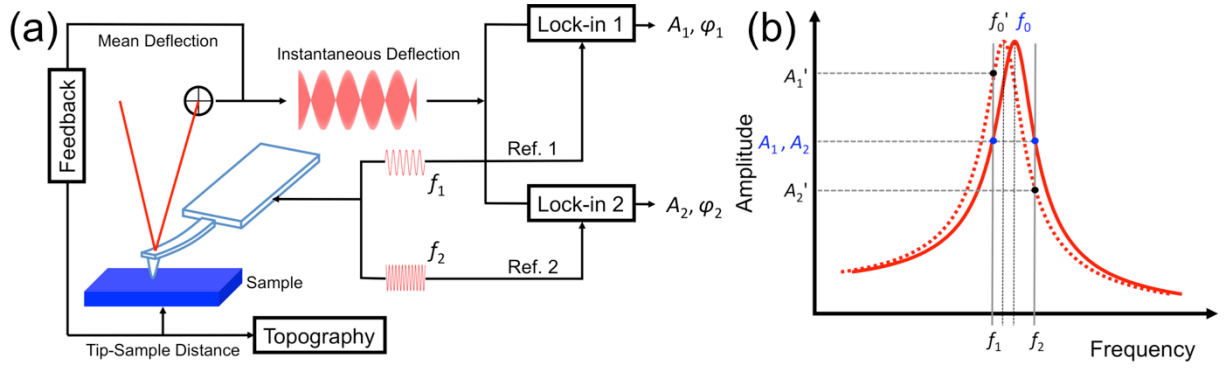 (a)
Mean Deflection
Instantaneous Deflection
Feedback
Lock-in 1
A₁, φ₁
Ref. 1
f₁
Lock-in 2
A₂, φ₂
f₂
Ref. 2
Sample
Topography
Tip-Sample Distance
(b)
f₀' f₀
A₁'
A₁ , A₂
A₂'
Amplitude
f₁ f₂
Frequency